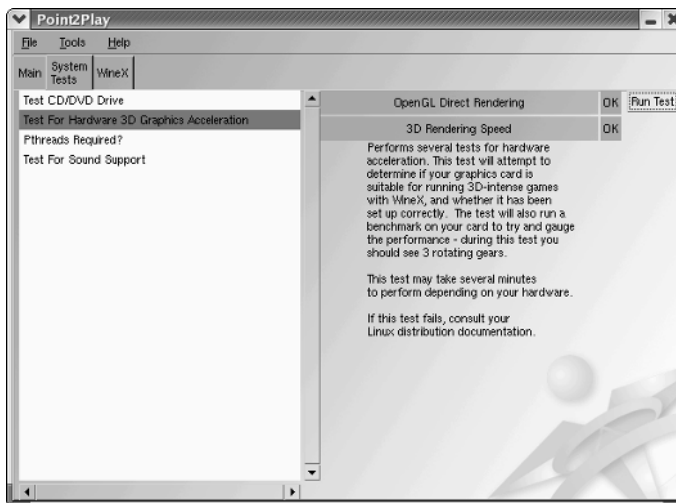 Point2Play
File Tools Help
Main System Tests WineX
Test CD/DVD Drive
Test For Hardware 3D Graphics Acceleration
Pthreads Required?
Test For Sound Support
OpenGL Direct Rendering OK Run Test
3D Rendering Speed OK
Performs several tests for hardware
acceleration. This test will attempt to
determine if your graphics card is
suitable for running 3D-intense games
with WineX, and whether it has been
set up correctly. The test will also run a
benchmark on your card to try and gauge
the performance - during this test you
should see 3 rotating gears.
This test may take several minutes
to perform depending on your hardware.
If this test fails, consult your
Linux distribution documentation.